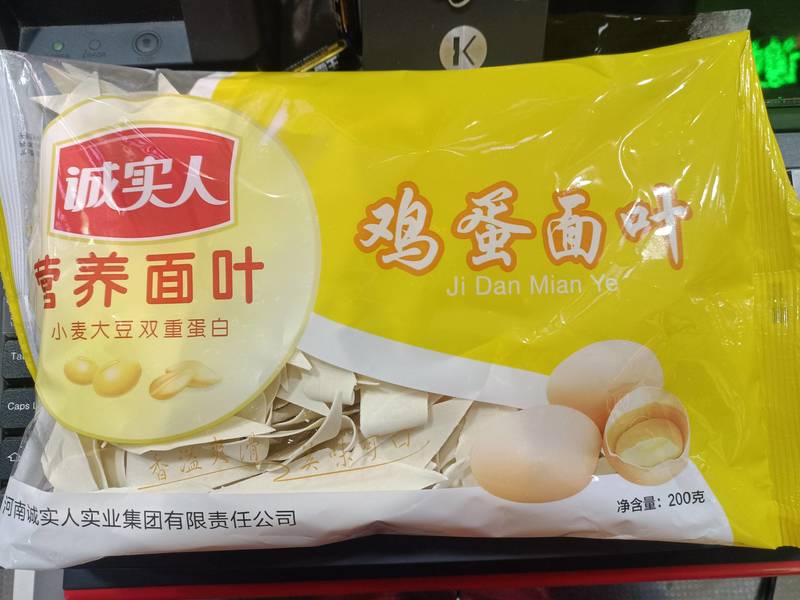 诚实人
营养面叶
小麦大豆双重蛋白
鸡蛋面叶
Ji Dan Mian Ye
香溢爽滑
净含量：200克
河南诚实人实业集团有限责任公司
Caps L
K